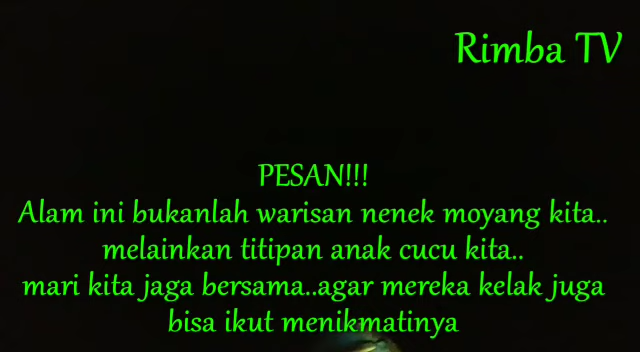 Rimba TV
PESAN!!!
Alam ini bukanlah warisan nenek moyang kita..
melainkan titipan anak cucu kita..
mari kita jaga bersama..agar mereka kelak juga
bisa ikut menikmatinya